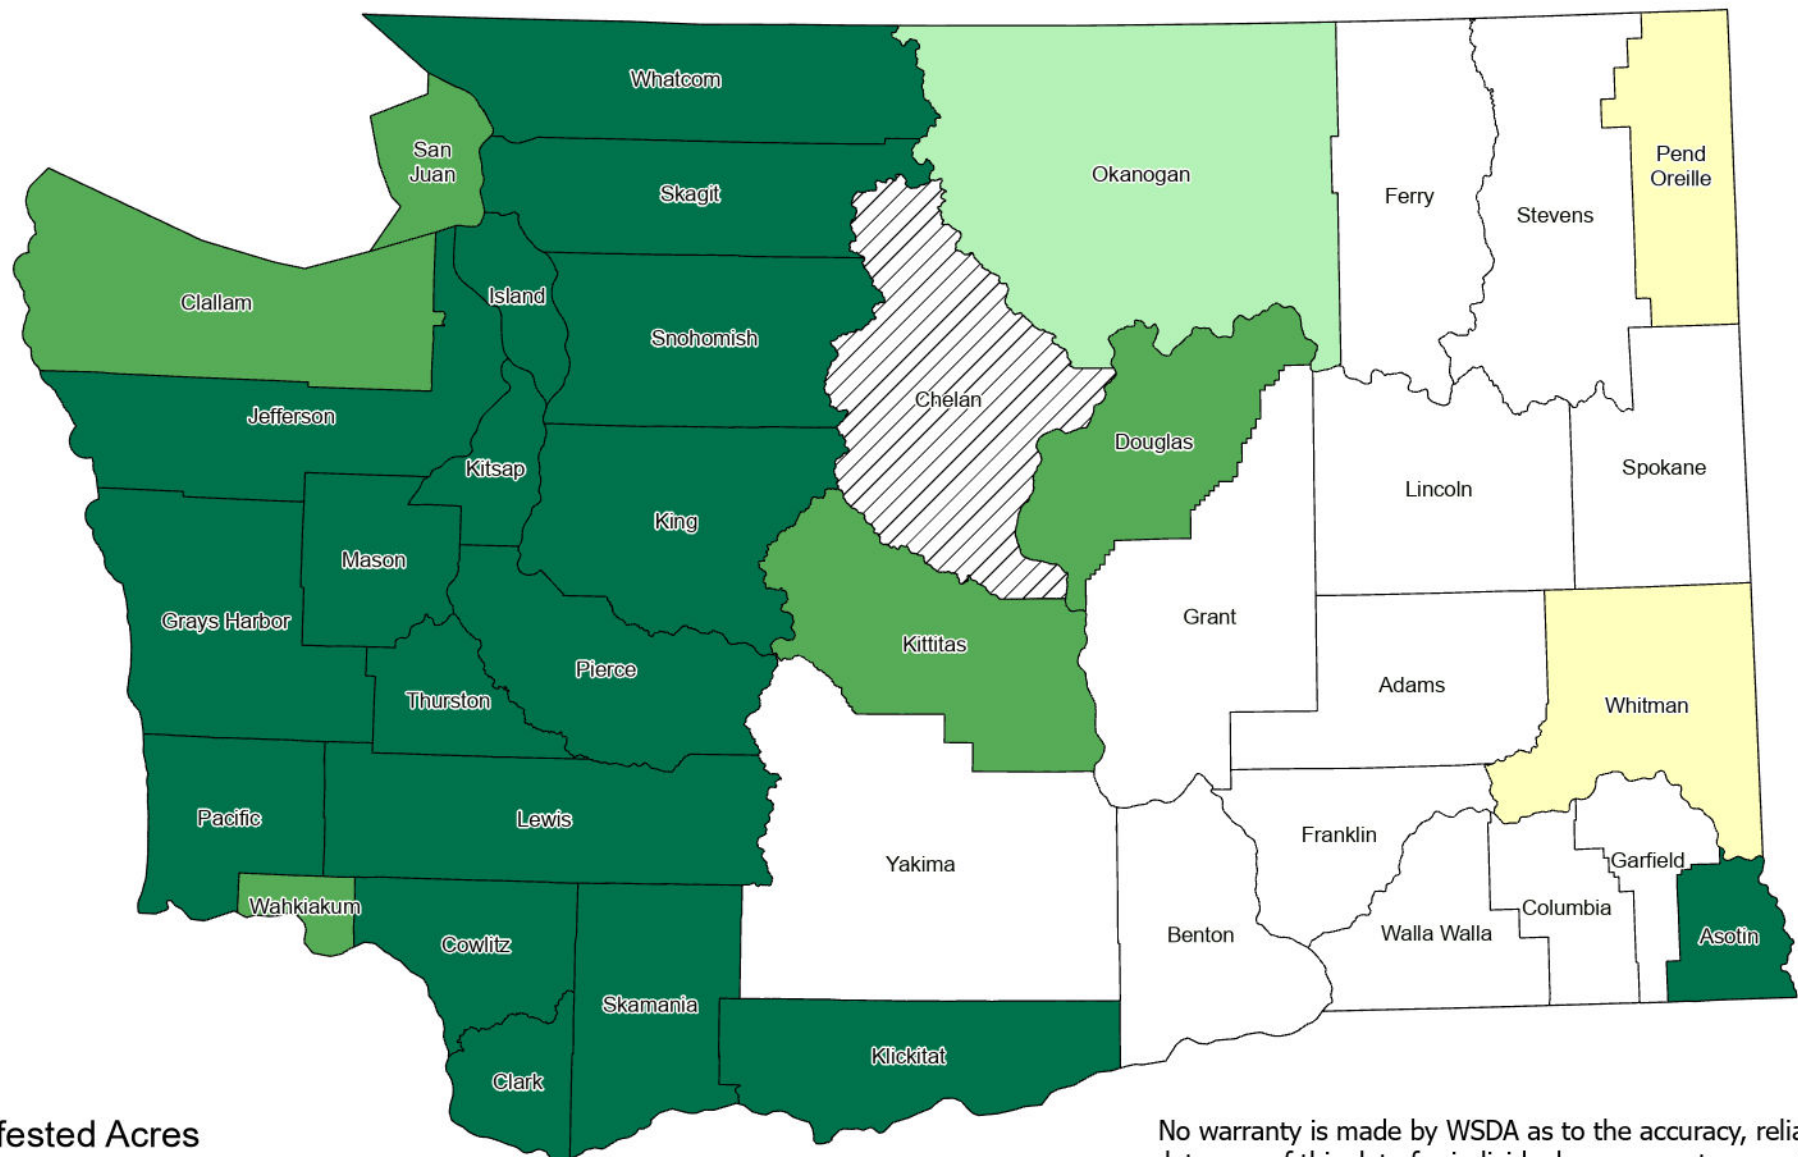 Whatcom
San
Juan
Skagit
Okanogan
Ferry
Stevens
Pend
Oreille
Clallam
Island
Snohomish
Chelan
Jefferson
Kitsap
Douglas
Lincoln
Spokane
King
Mason
Grays Harbor
Kittitas
Grant
Pierce
Thurston
Adams
Whitman
Pacific
Lewis
Yakima
Franklin
Garfield
Wahkiakum
Cowlitz
Benton
Walla Walla
Columbia
Asotin
Skamania
Klickitat
Clark
fested Acres
No warranty is made by WSDA as to the accuracy, relia